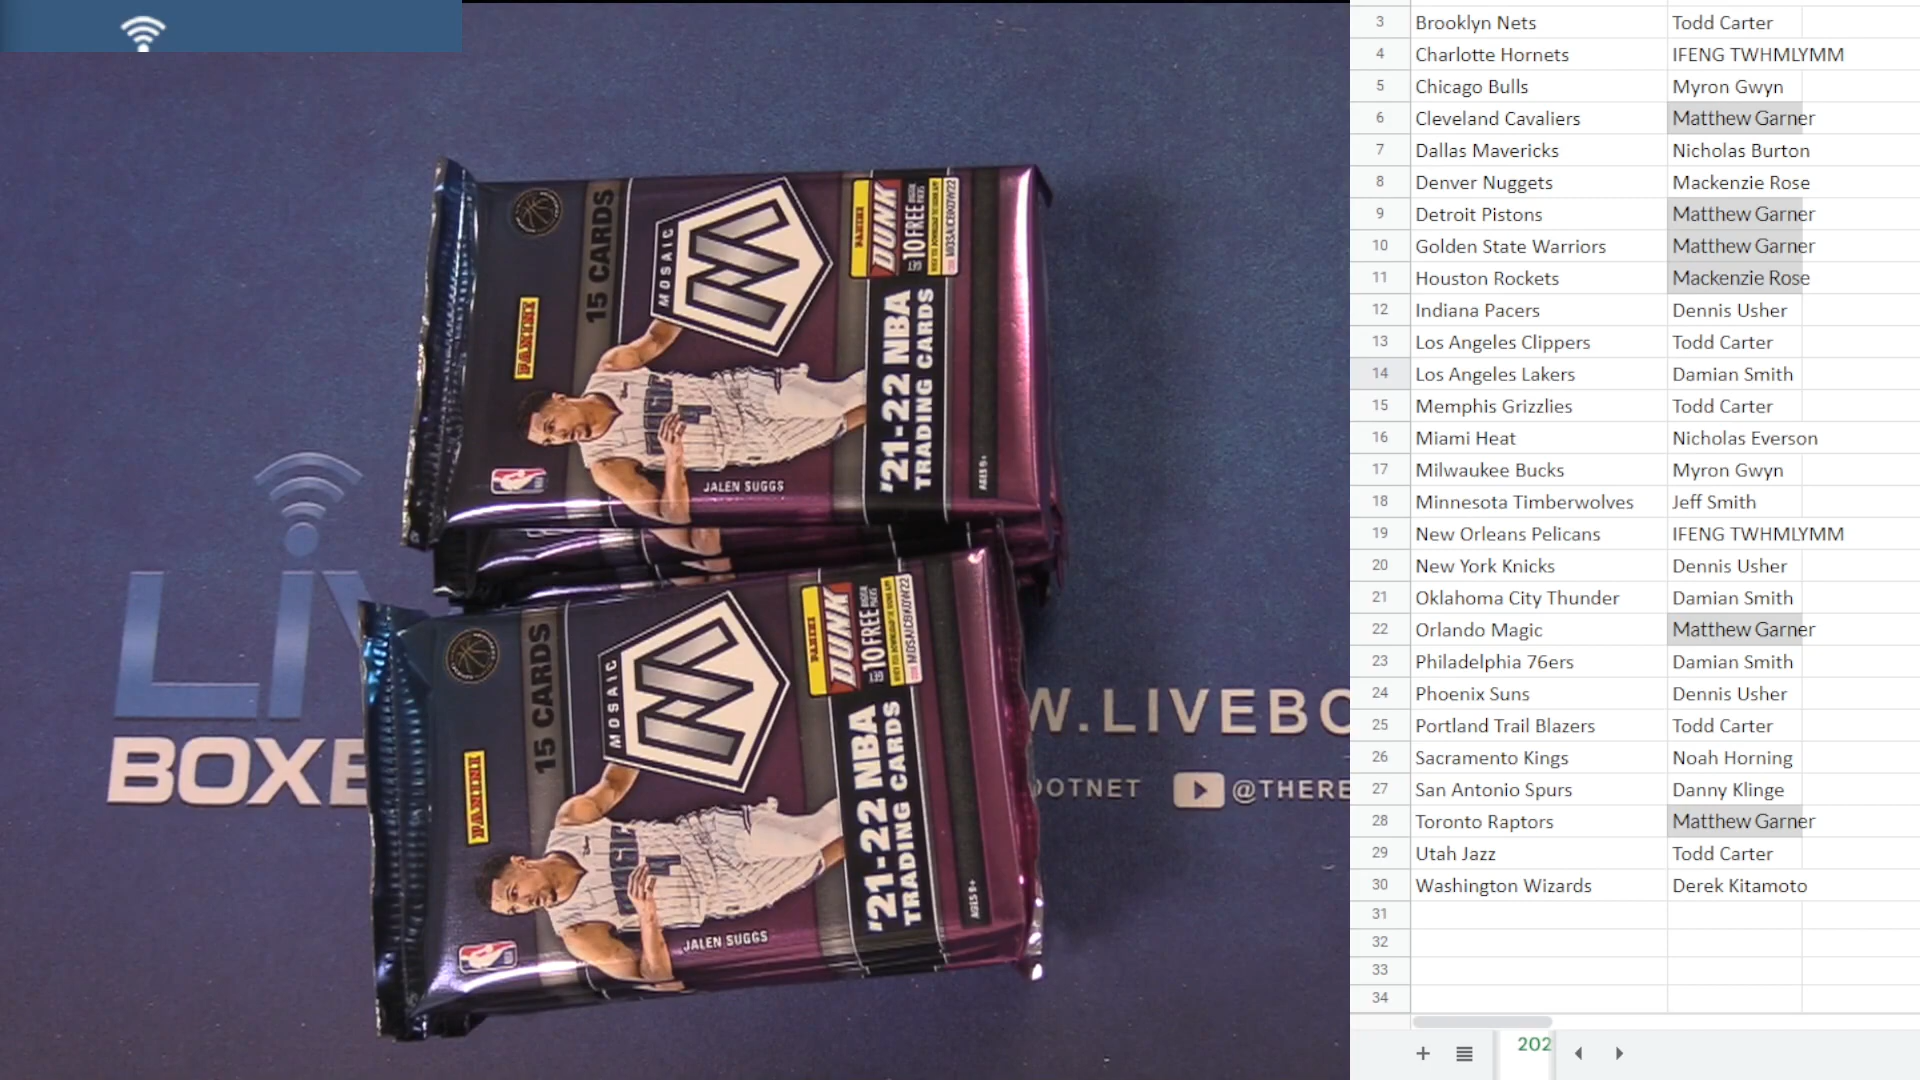 15 CARDS
MOSAIC
PANINI
PANINI
DUNK
10 FREE
'21-22 NBA
TRADING CARDS
AGES 9+
JALEN SUGGS
15 CARDS
MOSAIC
PANINI
PANINI
DUNK
10 FREE
'21-22 NBA
TRADING CARDS
AGES 9+
JALEN SUGGS
LIV
BOXE
W.LIVEBO
DOTNET
@THERE
3 Brooklyn Nets Todd Carter
4 Charlotte Hornets IFENG TWHMLYMM
5 Chicago Bulls Myron Gwyn
6 Cleveland Cavaliers Matthew Garner
7 Dallas Mavericks Nicholas Burton
8 Denver Nuggets Mackenzie Rose
9 Detroit Pistons Matthew Garner
10 Golden State Warriors Matthew Garner
11 Houston Rockets Mackenzie Rose
12 Indiana Pacers Dennis Usher
13 Los Angeles Clippers Todd Carter
14 Los Angeles Lakers Damian Smith
15 Memphis Grizzlies Todd Carter
16 Miami Heat Nicholas Everson
17 Milwaukee Bucks Myron Gwyn
18 Minnesota Timberwolves Jeff Smith
19 New Orleans Pelicans IFENG TWHMLYMM
20 New York Knicks Dennis Usher
21 Oklahoma City Thunder Damian Smith
22 Orlando Magic Matthew Garner
23 Philadelphia 76ers Damian Smith
24 Phoenix Suns Dennis Usher
25 Portland Trail Blazers Todd Carter
26 Sacramento Kings Noah Horning
27 San Antonio Spurs Danny Klinge
28 Toronto Raptors Matthew Garner
29 Utah Jazz Todd Carter
30 Washington Wizards Derek Kitamoto
31
32
33
34
202